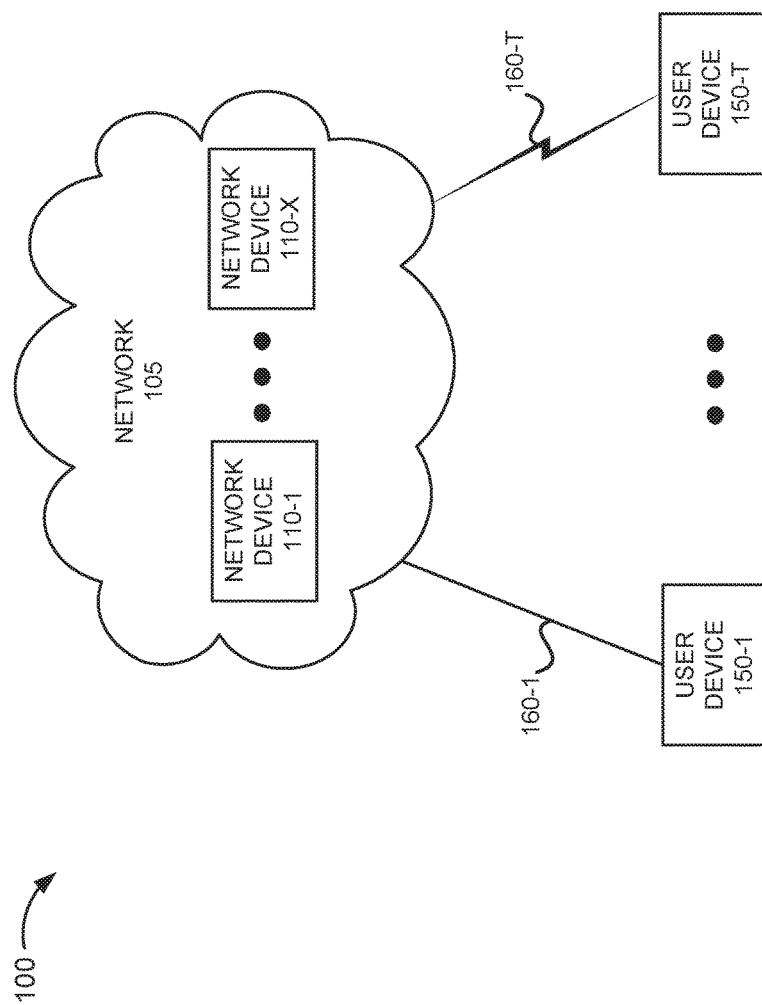 100
NETWORK
105
NETWORK
DEVICE
110-1
NETWORK
DEVICE
110-X
160-1
160-T
USER
DEVICE
150-1
USER
DEVICE
150-T